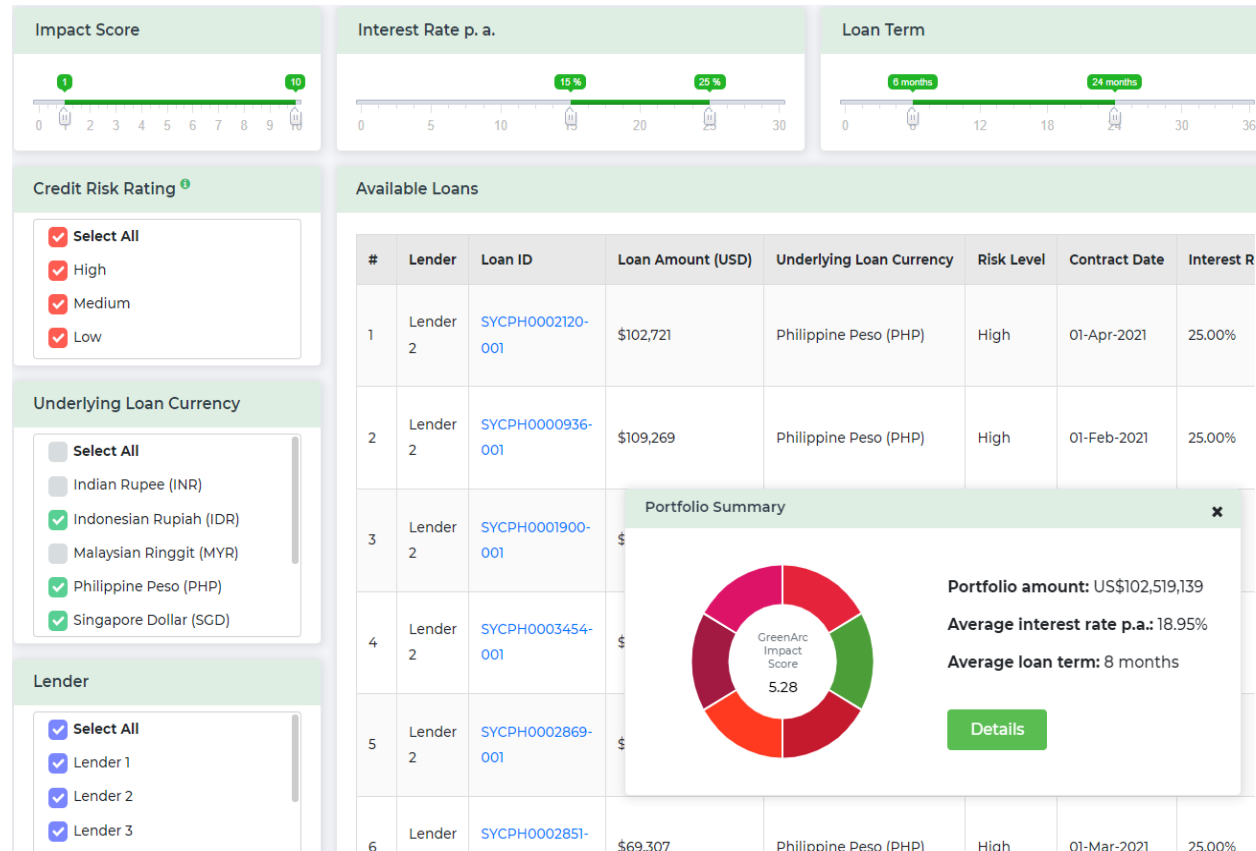 Impact Score
1
10
0 1 2 3 4 5 6 7 8 9 10
Interest Rate p. a.
15 %
25 %
0 5 10 15 20 25 30
Loan Term
6 months
24 months
0 6 12 18 24 30 36
Credit Risk Rating
Select All
High
Medium
Low
Underlying Loan Currency
Select All
Indian Rupee (INR)
Indonesian Rupiah (IDR)
Malaysian Ringgit (MYR)
Philippine Peso (PHP)
Singapore Dollar (SGD)
Lender
Select All
Lender 1
Lender 2
Lender 3
Available Loans
# Lender Loan ID Loan Amount (USD) Underlying Loan Currency Risk Level Contract Date Interest R
1 Lender 2 SYCPH0002120-001 $102,721 Philippine Peso (PHP) High 01-Apr-2021 25.00%
2 Lender 2 SYCPH0000936-001 $109,269 Philippine Peso (PHP) High 01-Feb-2021 25.00%
3 Lender 2 SYCPH0001900-001 $
4 Lender 2 SYCPH0003454-001 $
5 Lender 2 SYCPH0002869-001 $
6 Lender SYCPH0002851- $69,307 Philippine Peso (PHP) High 01-Mar-2021 25.00%
Portfolio Summary
GreenArc
Impact
Score
5.28
Portfolio amount: US$102,519,139
Average interest rate p.a.: 18.95%
Average loan term: 8 months
Details